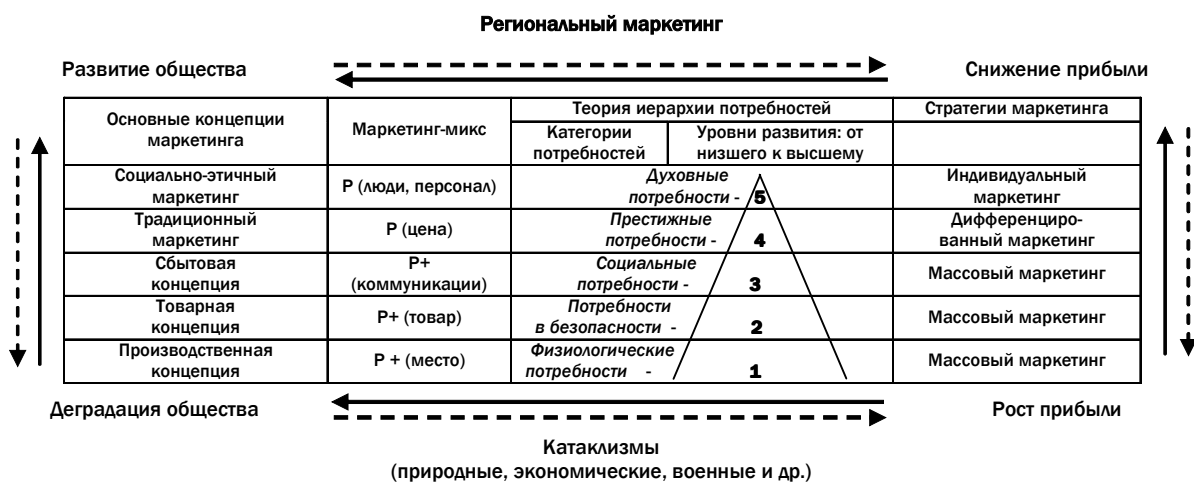 Региональный маркетинг
Развитие общества
Снижение прибыли
Основные концепции
маркетинга
Маркетинг-микс
Теория иерархии потребностей
Стратегии маркетинга
Категории
потребностей
Уровни развития: от
низшего к высшему
Социально-этичный
маркетинг
Р (люди, персонал)
Духовные
потребности - 5
Индивидуальный
маркетинг
Традиционный
маркетинг
Р (цена)
Престижные
потребности - 4
Дифференциро-
ванный маркетинг
Сбытовая
концепция
Р+
(коммуникации)
Социальные
потребности - 3
Массовый маркетинг
Товарная
концепция
Р+ (товар)
Потребности
в безопасности - 2
Массовый маркетинг
Производственная
концепция
Р + (место)
Физиологические
потребности - 1
Массовый маркетинг
Деградация общества
Рост прибыли
Катаклизмы
(природные, экономические, военные и др.)